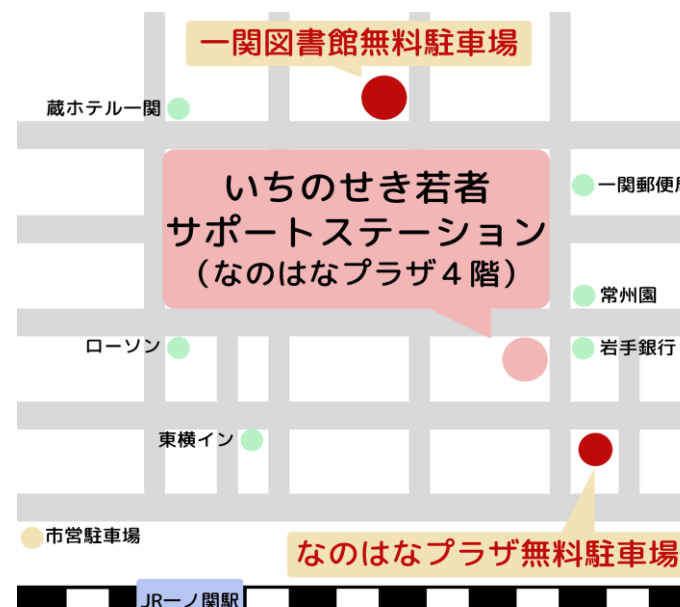 一関図書館無料駐車場
蔵ホテル一関
いちのせき若者
サポートステーション
(なのはなプラザ4階)
一関郵便局
常州園
ローソン
岩手銀行
東横イン
市営駐車場
なのはなプラザ無料駐車場
JR一ノ関駅